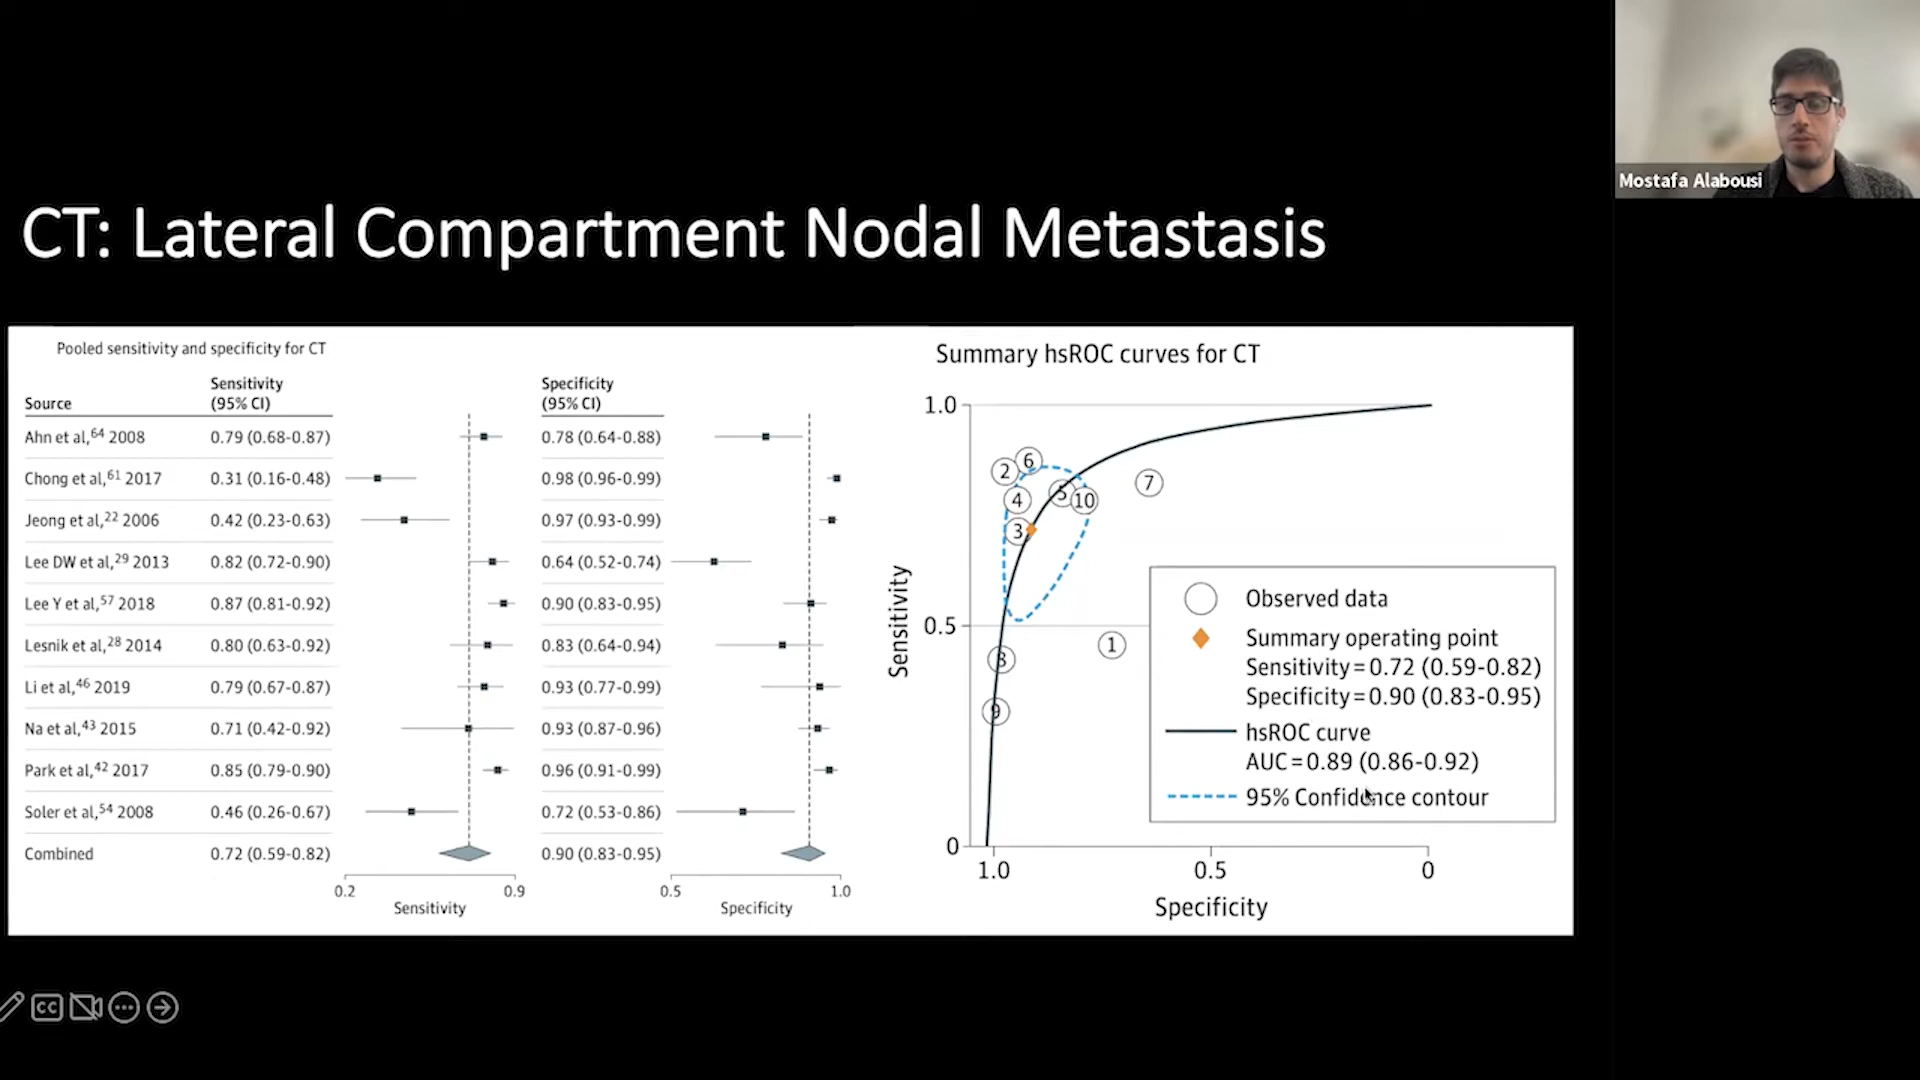 Mostafa Alabousi
CT: Lateral Compartment Nodal Metastasis
Pooled sensitivity and specificity for CT
Source Sensitivity (95% CI) Specificity (95% CI)
Ahn et al,64 2008 0.79 (0.68-0.87) 0.78 (0.64-0.88)
Chong et al,61 2017 0.31 (0.16-0.48) 0.98 (0.96-0.99)
Jeong et al,22 2006 0.42 (0.23-0.63) 0.97 (0.93-0.99)
Lee DW et al,29 2013 0.82 (0.72-0.90) 0.64 (0.52-0.74)
Lee Y et al,57 2018 0.87 (0.81-0.92) 0.90 (0.83-0.95)
Lesnik et al,28 2014 0.80 (0.63-0.92) 0.83 (0.64-0.94)
Li et al,46 2019 0.79 (0.67-0.87) 0.93 (0.77-0.99)
Na et al,43 2015 0.71 (0.42-0.92) 0.93 (0.87-0.96)
Park et al,42 2017 0.85 (0.79-0.90) 0.96 (0.91-0.99)
Soler et al,54 2008 0.46 (0.26-0.67) 0.72 (0.53-0.86)
Combined 0.72 (0.59-0.82) 0.90 (0.83-0.95)
0.2 0.9 0.5 1.0
Sensitivity Specificity
Summary hsROC curves for CT
1.0
6
2
7
4 5 10
3
0.5
1
8
9
0
Sensitivity
Observed data
Summary operating point
Sensitivity=0.72 (0.59-0.82)
Specificity=0.90 (0.83-0.95)
hsROC curve
AUC=0.89 (0.86-0.92)
95% Confidence contour
1.0 0.5 0
Specificity
CC